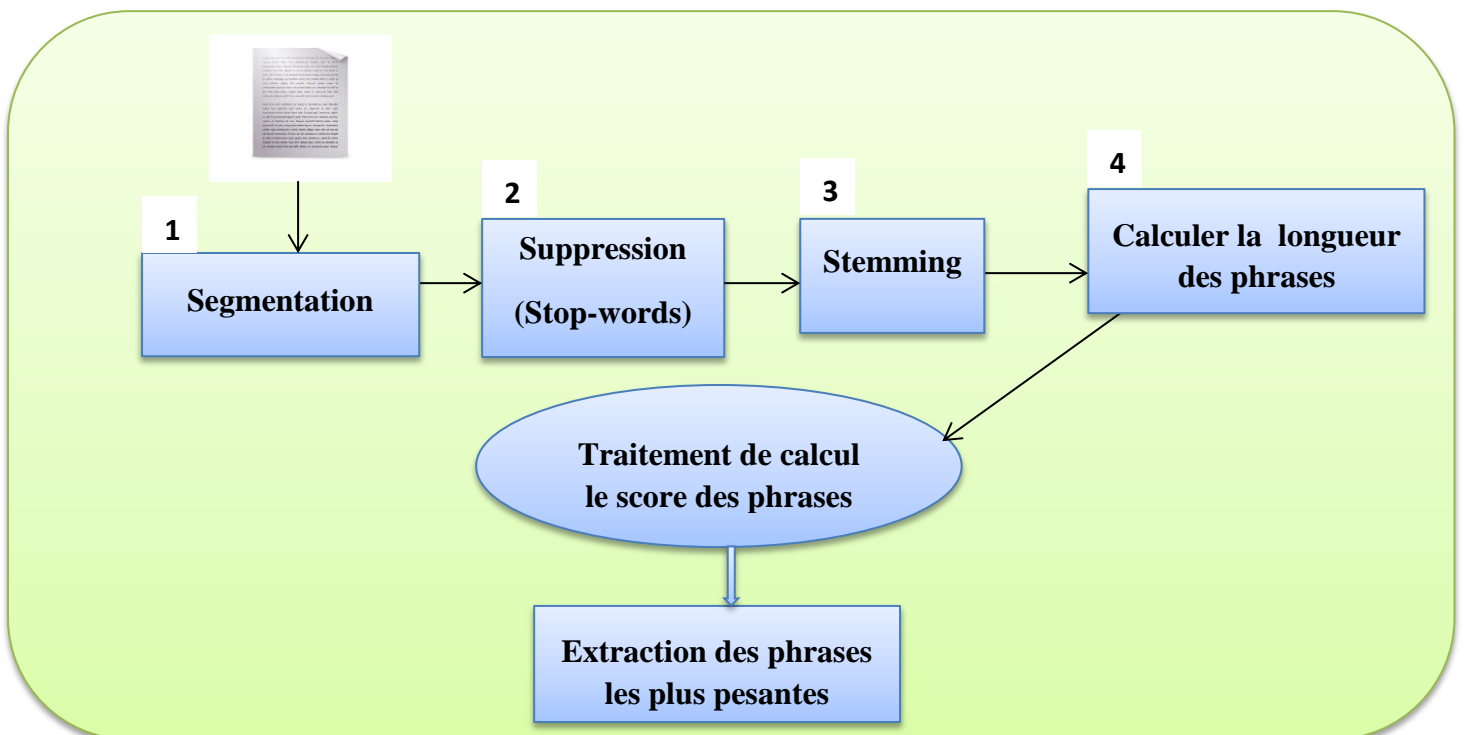 1
Segmentation
2
Suppression
(Stop-words)
3
Stemming
4
Calculer la longueur
des phrases
Traitement de calcul
le score des phrases
Extraction des phrases
les plus pesantes